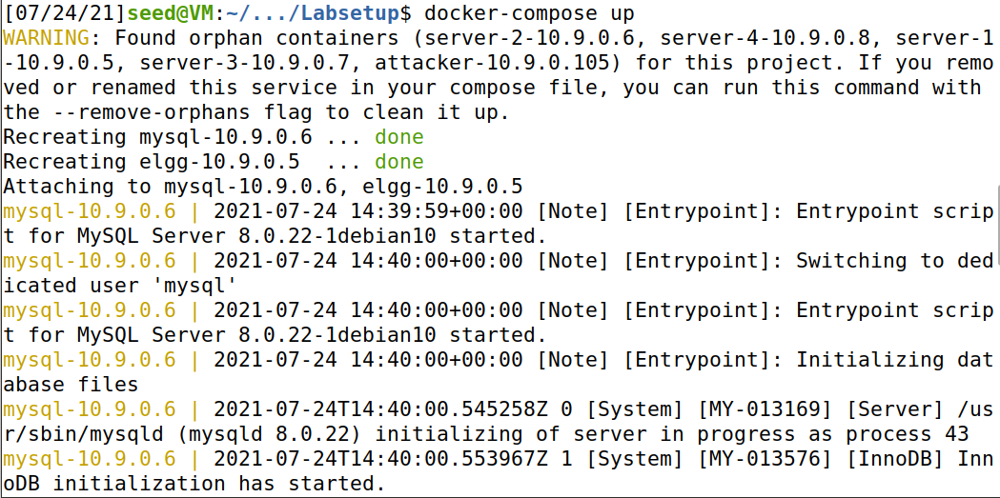 [07/24/21]seed@VM:~/.../Labsetup$ docker-compose up
WARNING: Found orphan containers (server-2-10.9.0.6, server-4-10.9.0.8, server-1
-10.9.0.5, server-3-10.9.0.7, attacker-10.9.0.105) for this project. If you remo
ved or renamed this service in your compose file, you can run this command with
the --remove-orphans flag to clean it up.
Recreating mysql-10.9.0.6 ... done
Recreating elgg-10.9.0.5  ... done
Attaching to mysql-10.9.0.6, elgg-10.9.0.5
mysql-10.9.0.6 | 2021-07-24 14:39:59+00:00 [Note] [Entrypoint]: Entrypoint scrip
t for MySQL Server 8.0.22-1debian10 started.
mysql-10.9.0.6 | 2021-07-24 14:40:00+00:00 [Note] [Entrypoint]: Switching to ded
icated user 'mysql'
mysql-10.9.0.6 | 2021-07-24 14:40:00+00:00 [Note] [Entrypoint]: Entrypoint scrip
t for MySQL Server 8.0.22-1debian10 started.
mysql-10.9.0.6 | 2021-07-24 14:40:00+00:00 [Note] [Entrypoint]: Initializing dat
abase files
mysql-10.9.0.6 | 2021-07-24T14:40:00.545258Z 0 [System] [MY-013169] [Server] /us
r/sbin/mysqld (mysqld 8.0.22) initializing of server in progress as process 43
mysql-10.9.0.6 | 2021-07-24T14:40:00.553967Z 1 [System] [MY-013576] [InnoDB] Inn
oDB initialization has started.